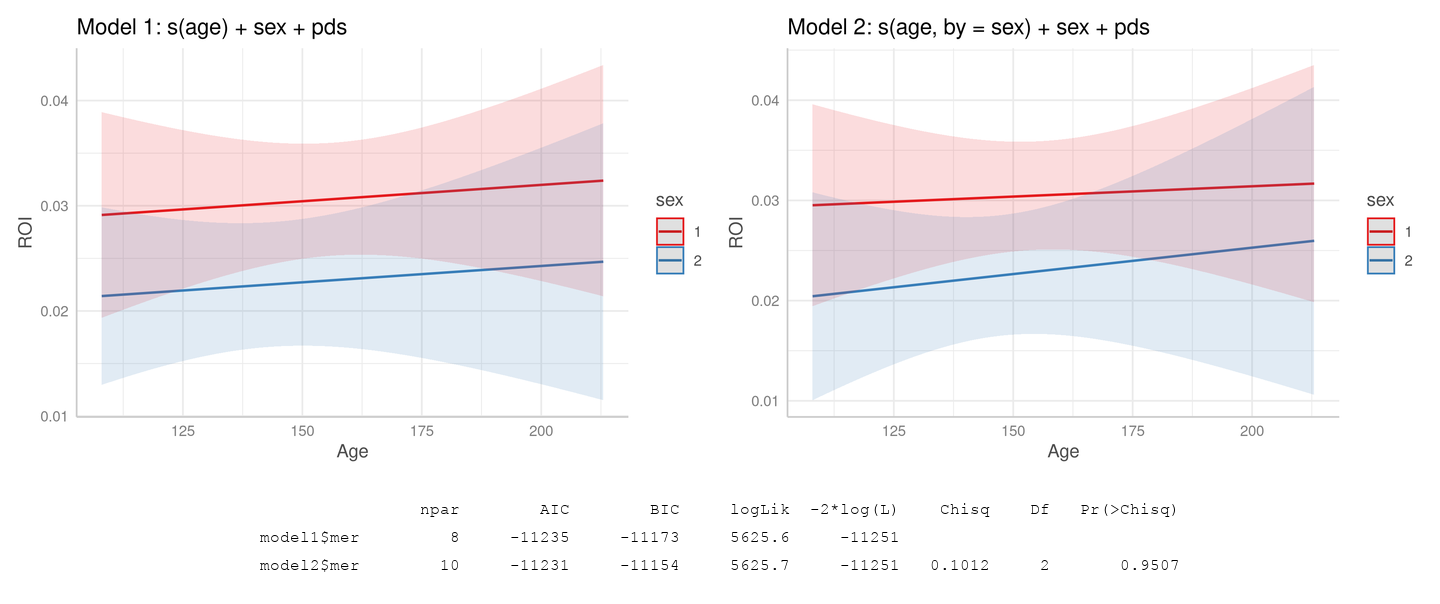 Model 1: s(age) + sex + pds
0.04
0.03
0.02
0.01
ROI
125 150 175 200
Age
sex
1
2
Model 2: s(age, by = sex) + sex + pds
0.04
0.03
0.02
0.01
ROI
125 150 175 200
Age
sex
1
2
npar AIC BIC logLik -2*log(L) Chisq Df Pr(>Chisq)
model1$mer 8 -11235 -11173 5625.6 -11251
model2$mer 10 -11231 -11154 5625.7 -11251 0.1012 2 0.9507